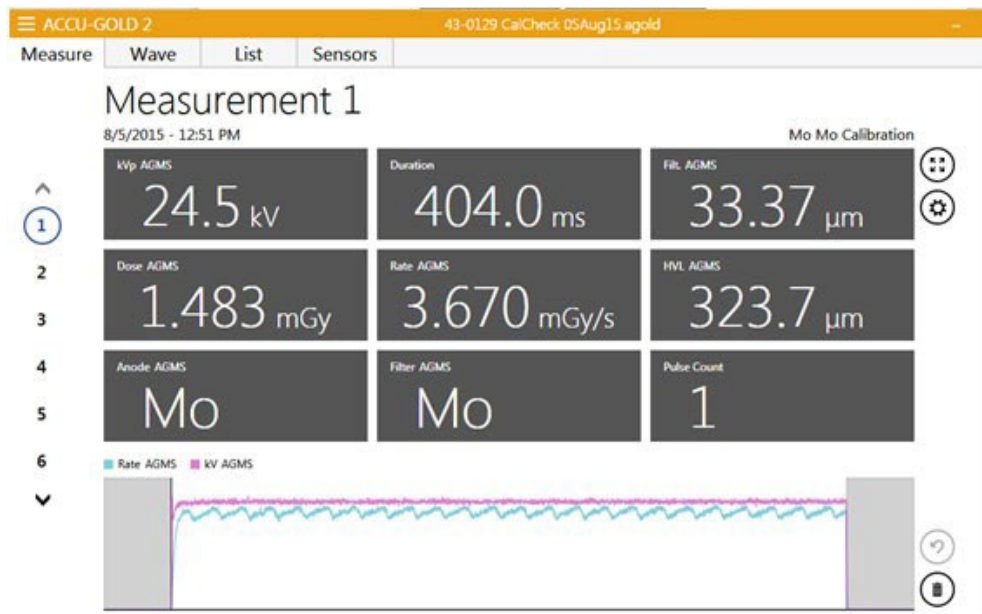 ACCU-GOLD 2 43-0129 CalCheck 05Aug15.agold
Measure Wave List Sensors
Measurement 1
8/5/2015 - 12:51 PM Mo Mo Calibration
kVp AGMS Duration Filt. AGMS
24.5 kV 404.0 ms 33.37 µm
Dose AGMS Rate AGMS HVL AGMS
1.483 mGy 3.670 mGy/s 323.7 µm
Anode AGMS Filter AGMS Pulse Count
Mo Mo 1
1
2
3
4
5
6
Rate AGMS kV AGMS